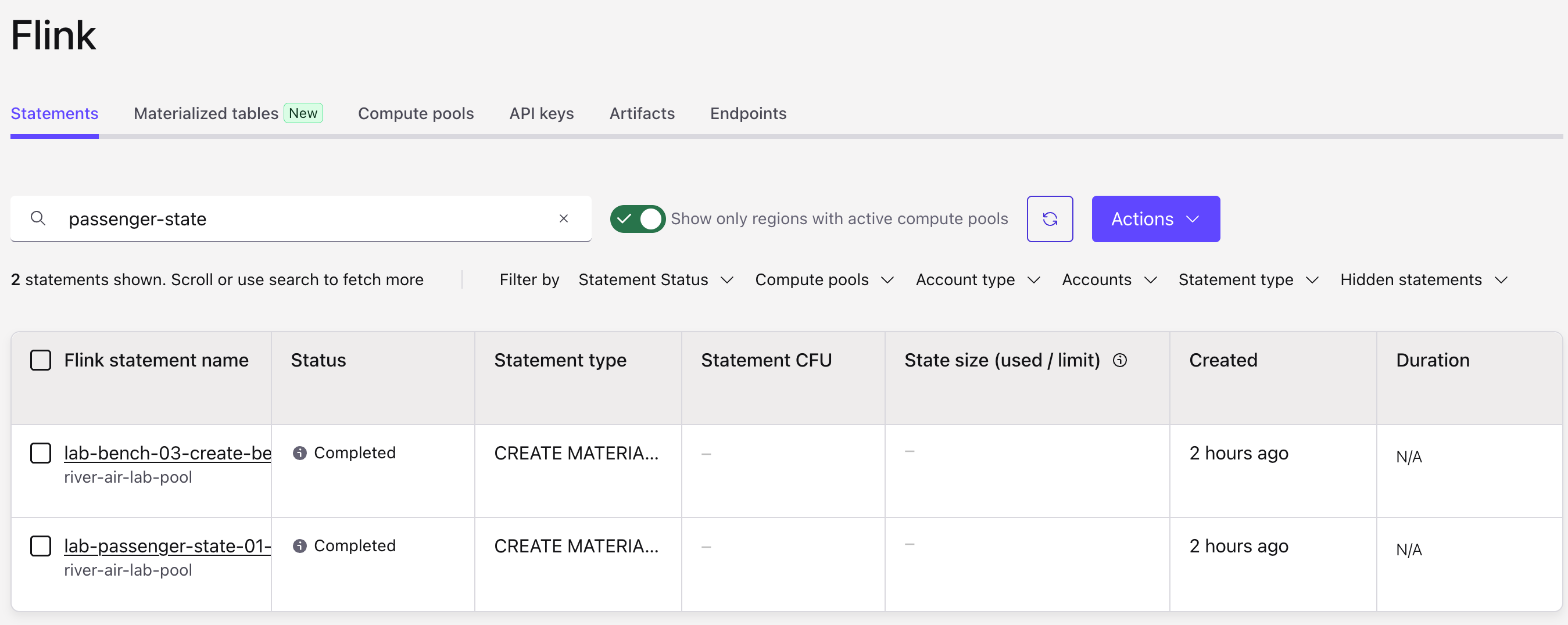 Flink
Statements Materialized tables New Compute pools API keys Artifacts Endpoints
passenger-state Show only regions with active compute pools Actions
2 statements shown. Scroll or use search to fetch more Filter by Statement Status Compute pools Account type Accounts Statement type Hidden statements
Flink statement name Status Statement type Statement CFU State size (used / limit) Created Duration
lab-bench-03-create-be Completed CREATE MATERIA... – – 2 hours ago N/A
river-air-lab-pool
lab-passenger-state-01- Completed CREATE MATERIA... – – 2 hours ago N/A
river-air-lab-pool